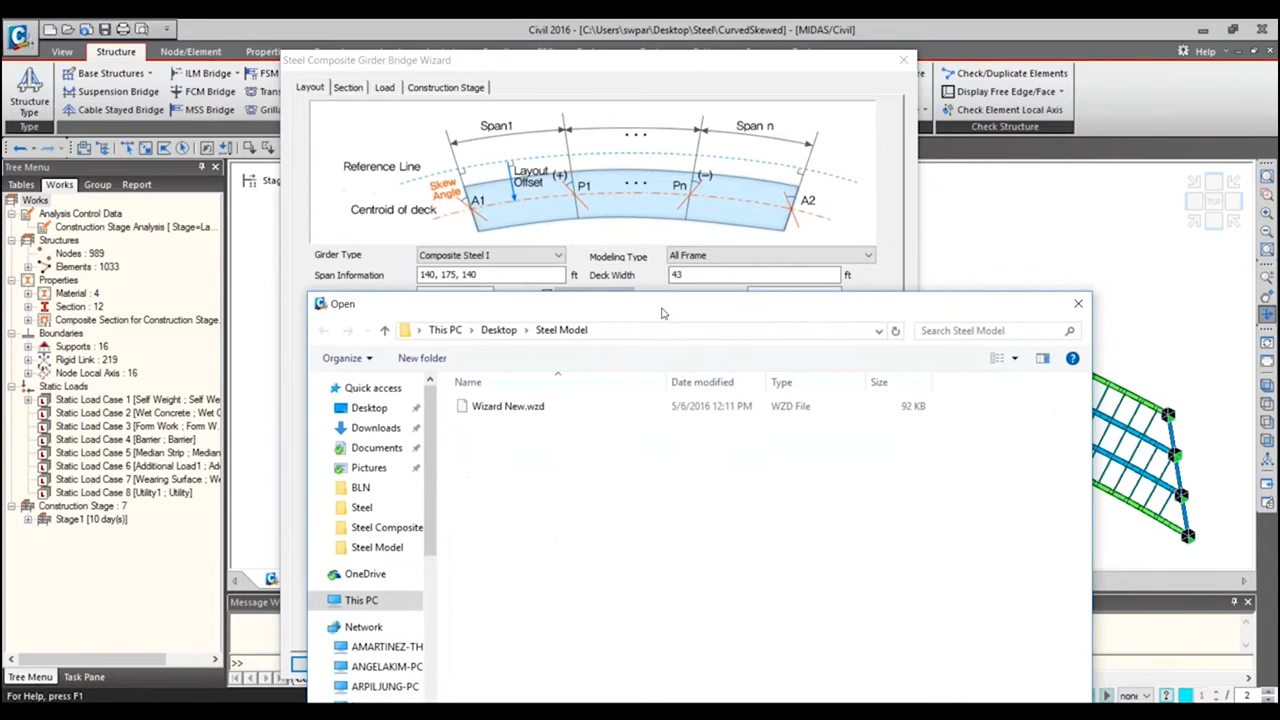 Civil 2016 - [C:\Users\swpar\Desktop\Steel\CurvedSkewed] - [MIDAS/Civil]
View
Structure
Node/Element
Help
Structure
Type
Type
Base Structures
ILM Bridge
FSM
Suspension Bridge
FCM Bridge
Cable Stayed Bridge
MSS Bridge
Check/Duplicate Elements
Display Free Edge/Face
Check Element Local Axis
Check Structure
Tree Menu
Tables
Works
Group
Report
Works
Analysis Control Data
Construction Stage Analysis [ Stage=La...
Structures
Nodes : 989
Elements : 1033
Properties
Material : 4
Section : 12
Composite Section for Construction Stage
Boundaries
Supports : 16
Rigid Link : 219
Node Local Axis : 16
Static Loads
Static Load Case 1 [Self Weight ; Self We
Static Load Case 2 [Wet Concrete ; Wet C
Static Load Case 3 [Form Work ; Form W.
Static Load Case 4 [Barrier ; Barrier]
Static Load Case 5 [Median Strip ; Median
Static Load Case 6 [Additional Load1 ; Ad
Static Load Case 7 [Wearing Surface ; We
Static Load Case 8 [Utility1 ; Utility]
Construction Stage : 7
Stage1 [10 day(s)]
Tree Menu
Task Pane
For Help, press F1
Stag
Message W
>>
TOP
Steel Composite Girder Bridge Wizard
Layout
Section
Load
Construction Stage
Span1
• • •
Span n
Reference Line
Layout
Offset
Skew
Angle
(+)
(−)
A1
P1
• • •
Pn
A2
Centroid of deck
Girder Type
Composite Steel I
Modeling Type
All Frame
Span Information
140, 175, 140
ft
Deck Width
43
ft
Open
This PC
Desktop
Steel Model
Search Steel Model
Organize
New folder
Name
Date modified
Type
Size
Wizard New.wzd
5/6/2016 12:11 PM
WZD File
92 KB
Quick access
Desktop
Downloads
Documents
Pictures
BLN
Steel
Steel Composite
Steel Model
OneDrive
This PC
Network
AMARTINEZ-TH
ANGELAKIM-PC
ARPILJUNG-PC
none
1
/ 2